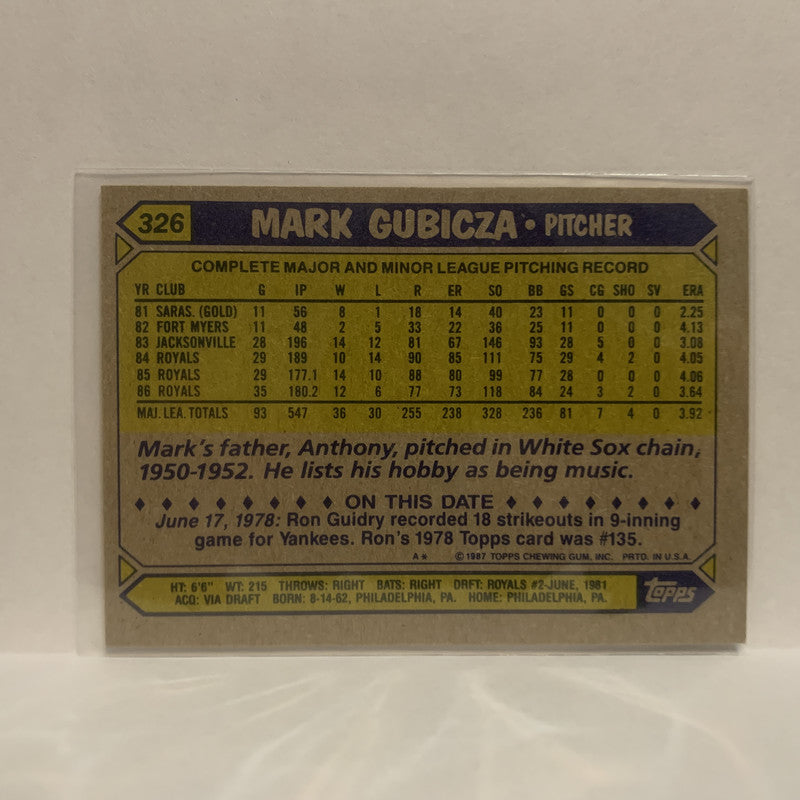 326 MARK GUBICZA • PITCHER
COMPLETE MAJOR AND MINOR LEAGUE PITCHING RECORD
YR CLUB G IP W L R ER SO BB GS CG SHO SV ERA
81 SARAS. (GOLD) 11 56 8 1 18 14 40 23 11 0 0 0 2.25
82 FORT MYERS 11 48 2 5 33 22 36 25 11 0 0 0 4.13
83 JACKSONVILLE 28 196 14 12 81 67 146 93 28 5 0 0 3.08
84 ROYALS 29 189 10 14 90 85 111 75 29 4 2 0 4.05
85 ROYALS 29 177.1 14 10 88 80 99 77 28 0 0 0 4.06
86 ROYALS 35 180.2 12 6 77 73 118 84 24 3 2 0 3.64
MAJ. LEA. TOTALS 93 547 36 30 255 238 328 236 81 7 4 0 3.92
Mark's father, Anthony, pitched in White Sox chain,
1950-1952. He lists his hobby as being music.
♦ ♦ ♦ ♦ ♦ ♦ ♦ ♦ ON THIS DATE ♦ ♦ ♦ ♦ ♦ ♦ ♦ ♦
June 17, 1978: Ron Guidry recorded 18 strikeouts in 9-inning
game for Yankees. Ron's 1978 Topps card was #135.
A* ©1987 TOPPS CHEWING GUM, INC. PRTD. IN U.S.A.
HT: 6'6" WT: 215 THROWS: RIGHT BATS: RIGHT DRFT: ROYALS #2-JUNE, 1981
ACQ: VIA DRAFT BORN: 8-14-62, PHILADELPHIA, PA. HOME: PHILADELPHIA, PA.
topps